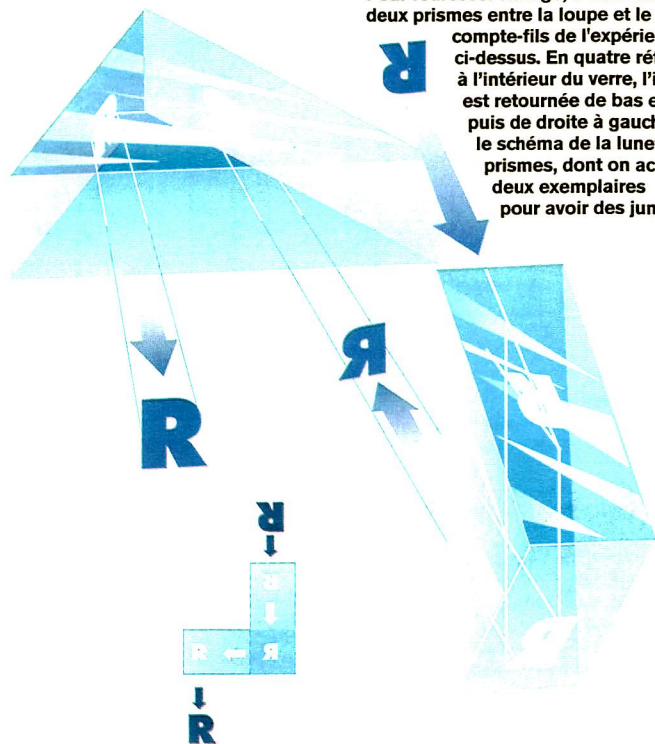 deux prismes entre la loupe et le
compte-fils de l'expérie
ci-dessus. En quatre réf
à l'intérieur du verre, l'i
est retournée de bas e
puis de droite à gauch
le schéma de la lune
prismes, dont on ac
deux exemplaires
pour avoir des jum
R
R
R
R
R
R R
R